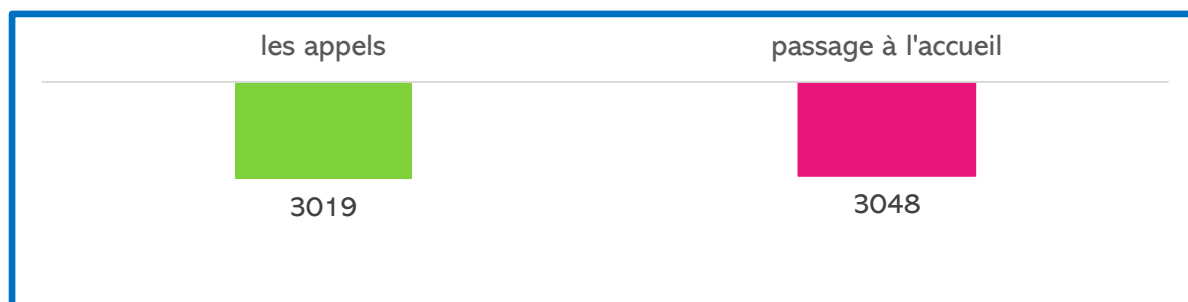 les appels
passage à l'accueil
3019
3048